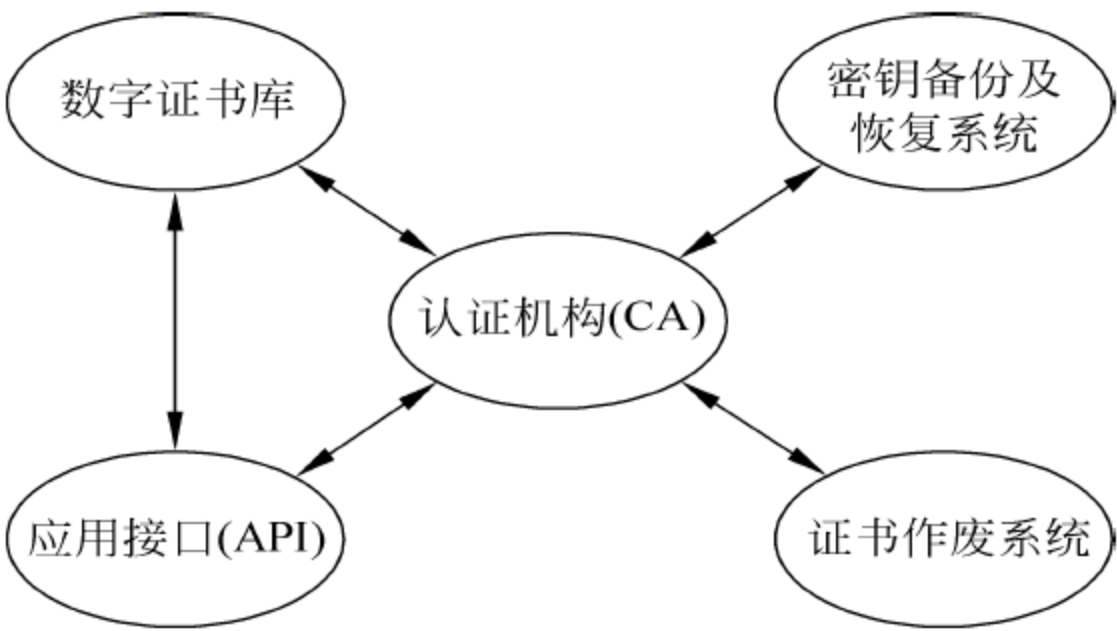 数字证书库
密钥备份及
恢复系统
认证机构(CA)
应用接口(API)
证书作废系统